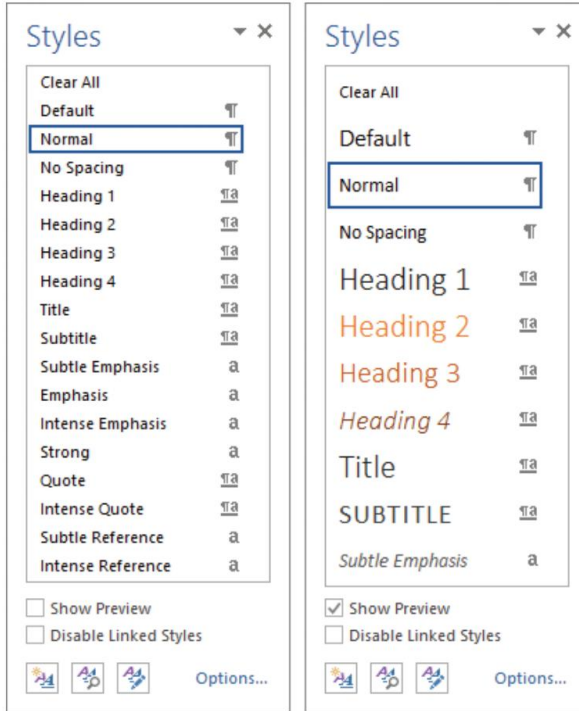 Styles
Clear All
Default ¶
Normal ¶
No Spacing ¶
Heading 1 ¶a
Heading 2 ¶a
Heading 3 ¶a
Heading 4 ¶a
Title ¶a
Subtitle ¶a
Subtle Emphasis a
Emphasis a
Intense Emphasis a
Strong a
Quote ¶a
Intense Quote ¶a
Subtle Reference a
Intense Reference a
Show Preview
Disable Linked Styles
Options...
Styles
Clear All
Default ¶
Normal ¶
No Spacing ¶
Heading 1 ¶a
Heading 2 ¶a
Heading 3 ¶a
Heading 4 ¶a
Title ¶a
SUBTITLE ¶a
Subtle Emphasis a
Show Preview
Disable Linked Styles
Options...